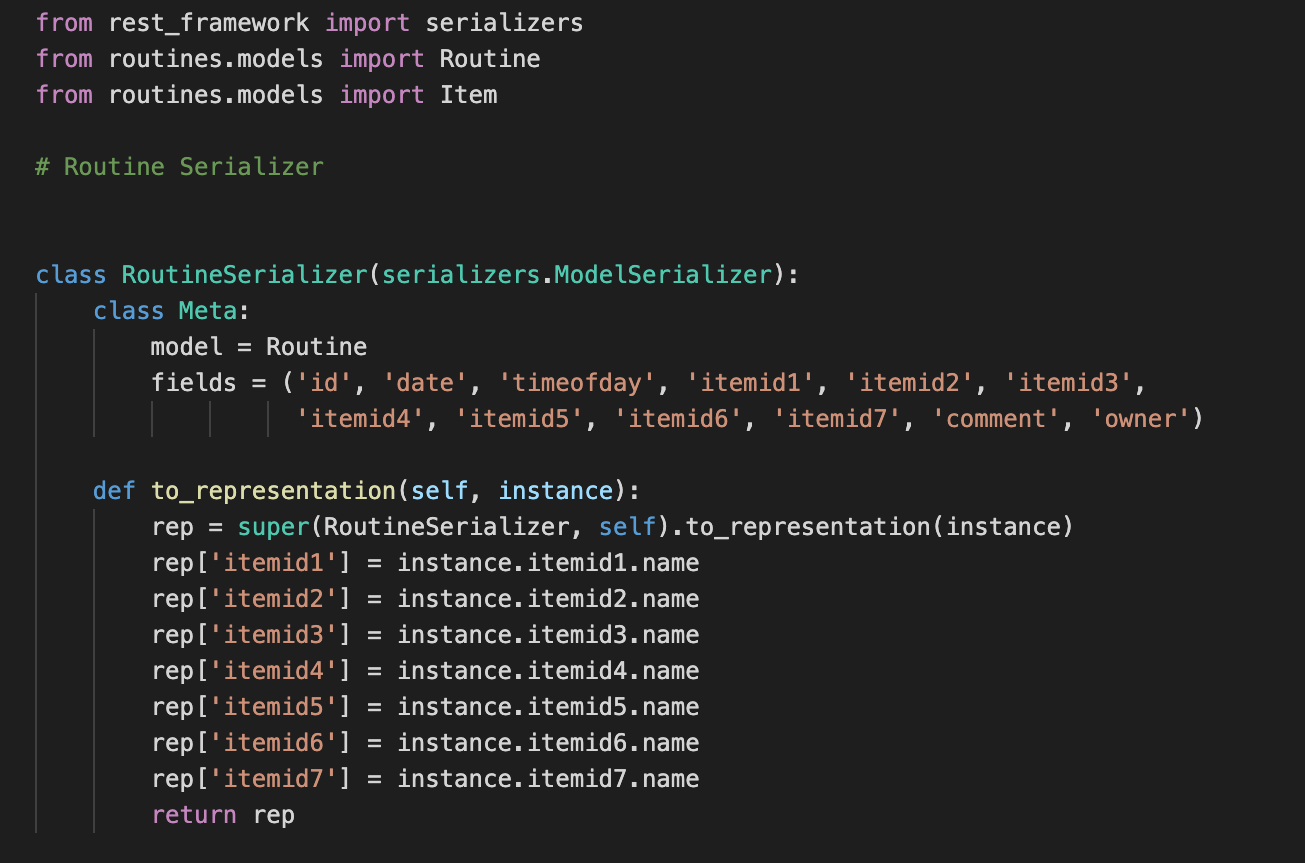 from rest_framework import serializers
from routines.models import Routine
from routines.models import Item
# Routine Serializer
class RoutineSerializer(serializers.ModelSerializer):
    class Meta:
        model = Routine
        fields = ('id', 'date', 'timeofday', 'itemid1', 'itemid2', 'itemid3',
                  'itemid4', 'itemid5', 'itemid6', 'itemid7', 'comment', 'owner')
    def to_representation(self, instance):
        rep = super(RoutineSerializer, self).to_representation(instance)
        rep['itemid1'] = instance.itemid1.name
        rep['itemid2'] = instance.itemid2.name
        rep['itemid3'] = instance.itemid3.name
        rep['itemid4'] = instance.itemid4.name
        rep['itemid5'] = instance.itemid5.name
        rep['itemid6'] = instance.itemid6.name
        rep['itemid7'] = instance.itemid7.name
        return rep